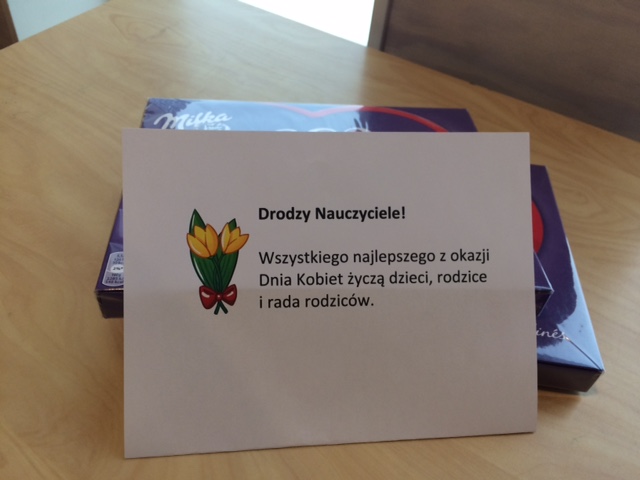 Milka
Drodzy Nauczyciele!
Wszystkiego najlepszego z okazji
Dnia Kobiet życzą dzieci, rodzice
i rada rodziców.